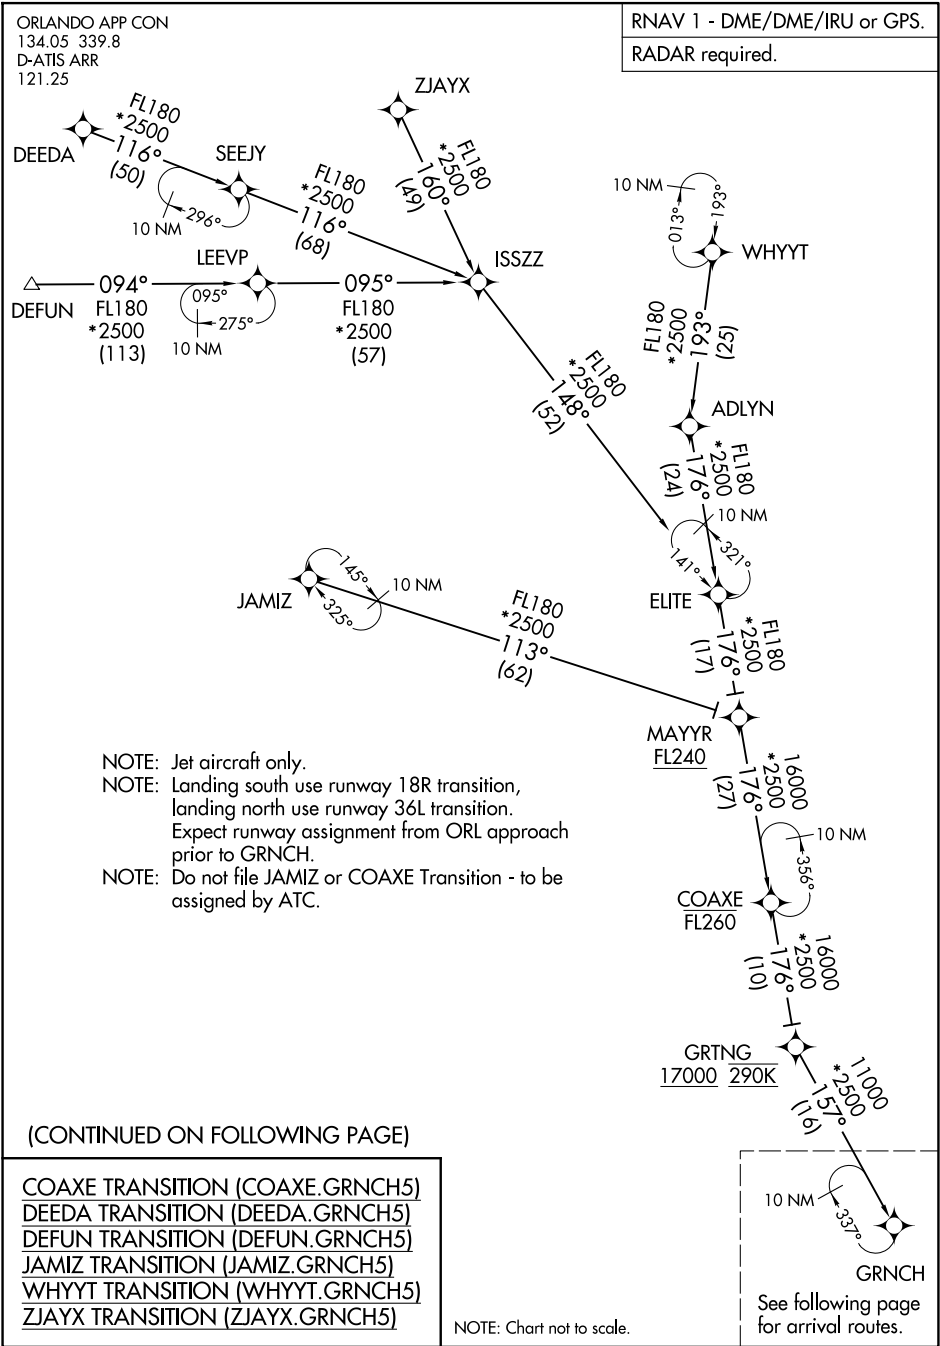 ORLANDO APP CON
134.05 339.8
D-ATIS ARR
121.25
RNAV 1 - DME/DME/IRU or GPS.
RADAR required.
ZJAYX
FL180
*2500
160°
(49)
DEEDA
FL180
*2500
116°
(50)
SEEJY
10 NM
296°
FL180
*2500
116°
(68)
10 NM
013°
193°
WHYYT
LEEVP
ISSZZ
DEFUN
094°
FL180
*2500
(113)
095°
275°
10 NM
095°
FL180
*2500
(57)
FL180
*2500
193°
(25)
FL180
*2500
148°
(52)
ADLYN
FL180
*2500
176°
(24)
10 NM
141°
321°
ELITE
JAMIZ
145°
325°
10 NM
FL180
*2500
113°
(62)
FL180
*2500
176°
(17)
MAYYR
FL240
NOTE: Jet aircraft only.
NOTE: Landing south use runway 18R transition,
landing north use runway 36L transition.
Expect runway assignment from ORL approach
prior to GRNCH.
NOTE: Do not file JAMIZ or COAXE Transition - to be
assigned by ATC.
16000
*2500
176°
(27)
10 NM
356°
COAXE
FL260
16000
*2500
176°
(10)
GRTNG
17000 290K
11000
*2500
157°
(16)
10 NM
337°
GRNCH
See following page
for arrival routes.
(CONTINUED ON FOLLOWING PAGE)
COAXE TRANSITION (COAXE.GRNCH5)
DEEDA TRANSITION (DEEDA.GRNCH5)
DEFUN TRANSITION (DEFUN.GRNCH5)
JAMIZ TRANSITION (JAMIZ.GRNCH5)
WHYYT TRANSITION (WHYYT.GRNCH5)
ZJAYX TRANSITION (ZJAYX.GRNCH5)
NOTE: Chart not to scale.